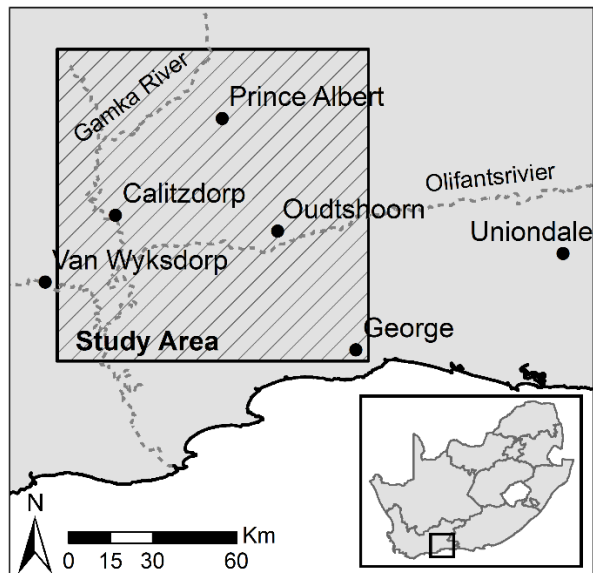 Gamka River
Prince Albert
Olifantsrivier
Calitzdorp
Oudtshoorn
Uniondale
Van Wyksdorp
Study Area
George
N
Km
0 15 30 60